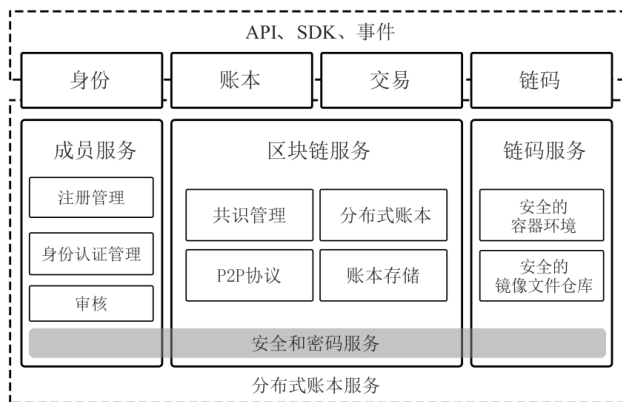 API、SDK、事件
身份
账本
交易
链码
成员服务
注册管理
身份认证管理
审核
区块链服务
共识管理
分布式账本
P2P协议
账本存储
链码服务
安全的
容器环境
安全的
镜像文件仓库
安全和密码服务
分布式账本服务